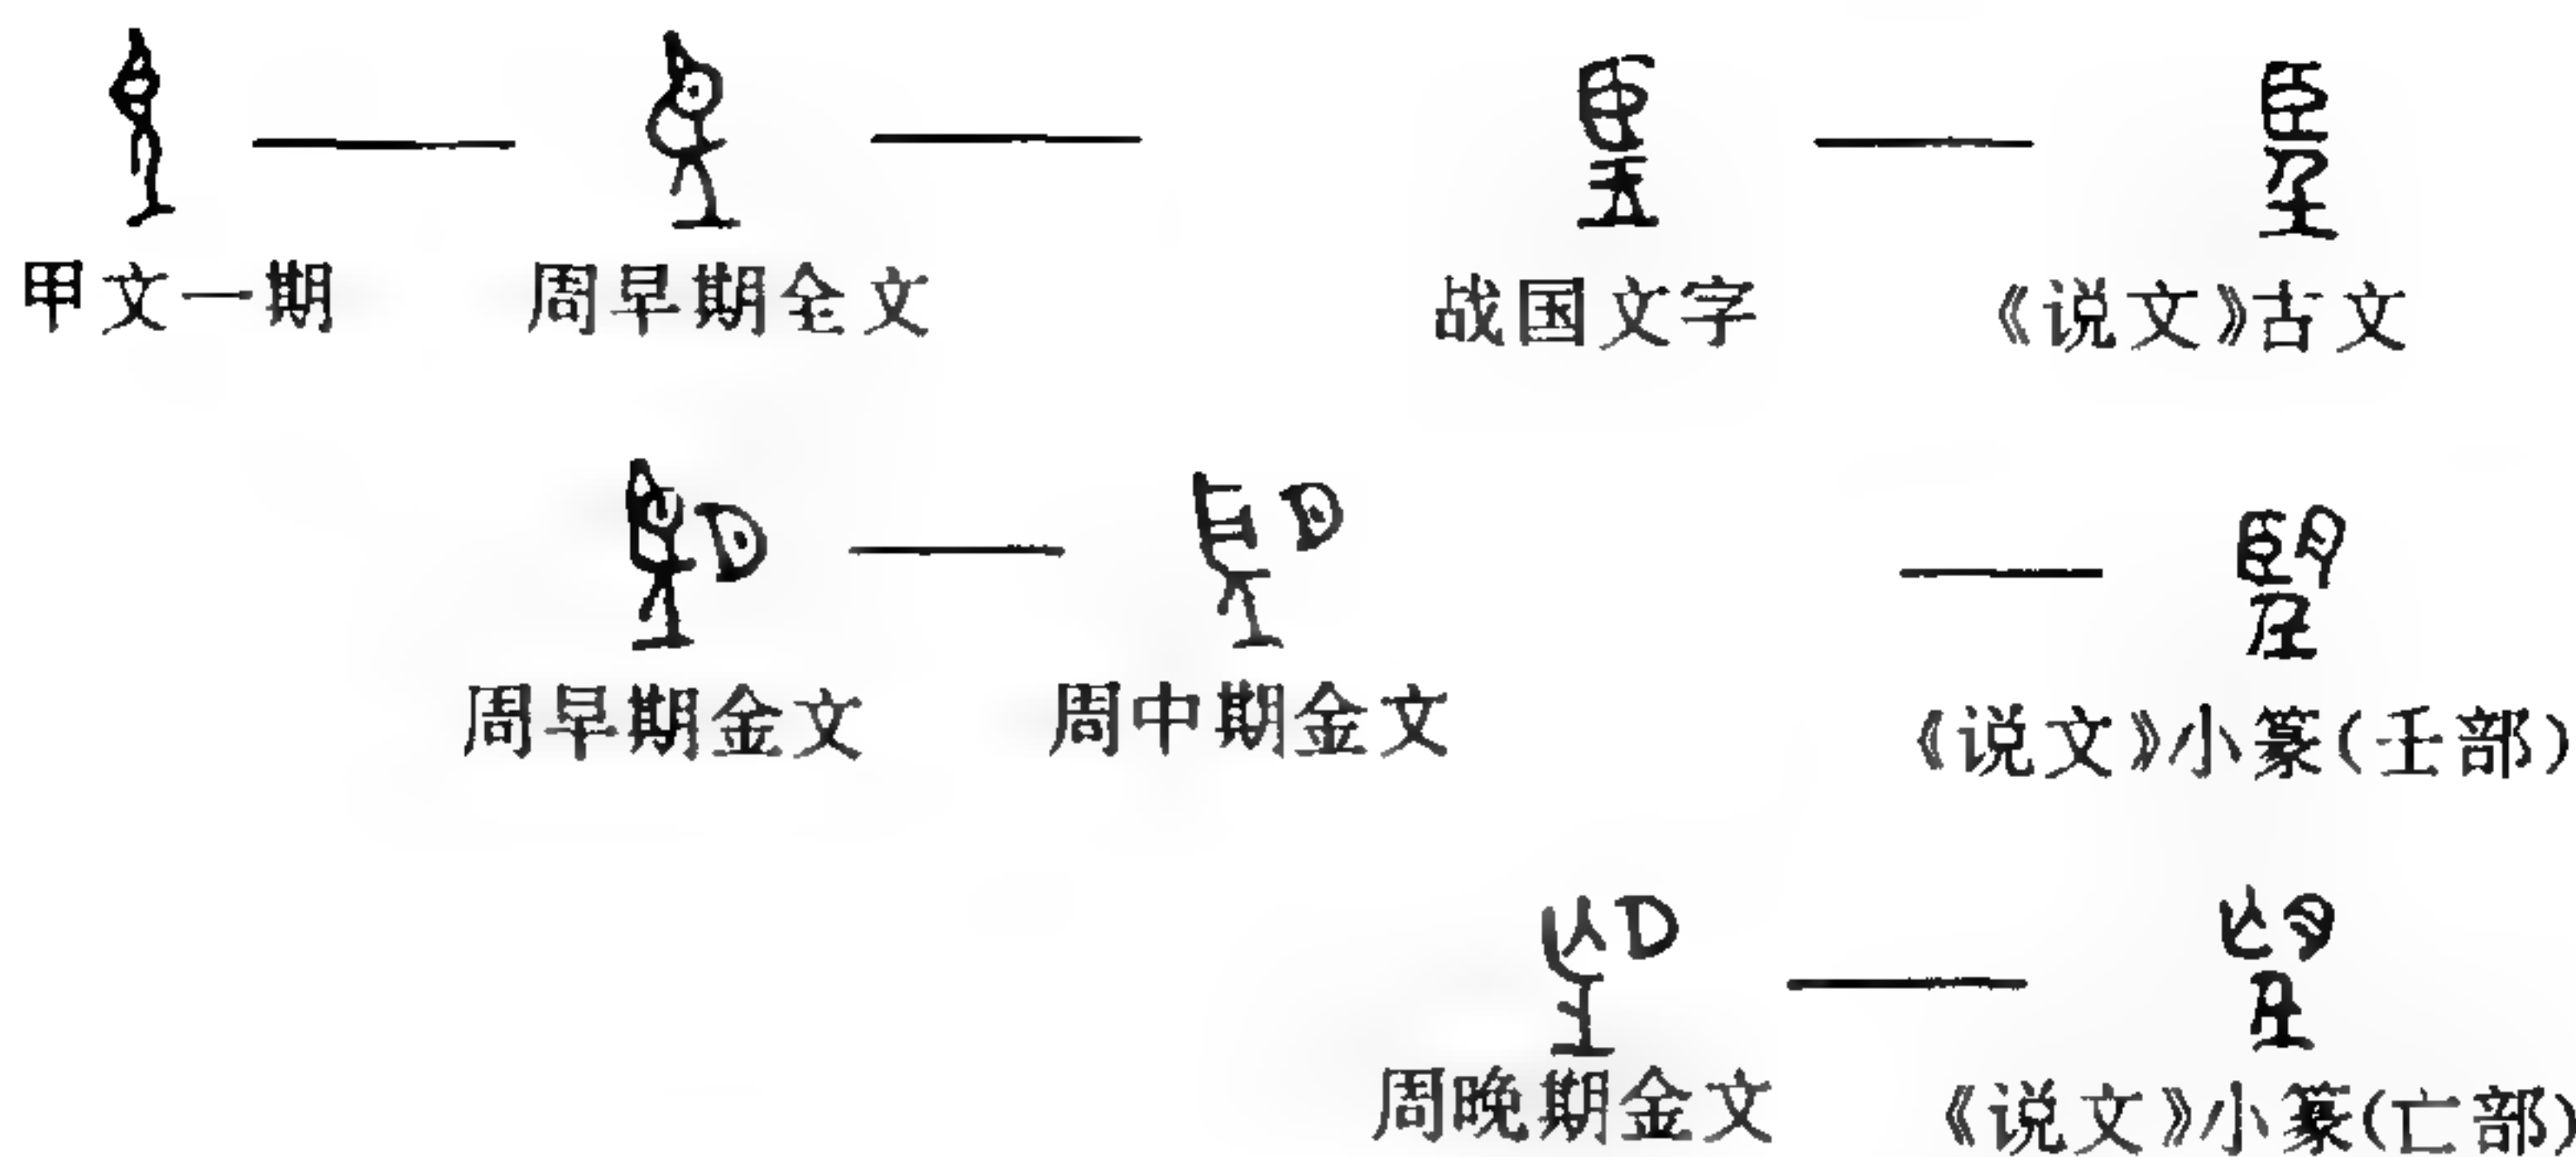 甲文一期 周早期金文 战国文字 《说文》古文
周早期金文 周中期金文 《说文》小篆(壬部)
周晚期金文 《说文》小篆(亡部)